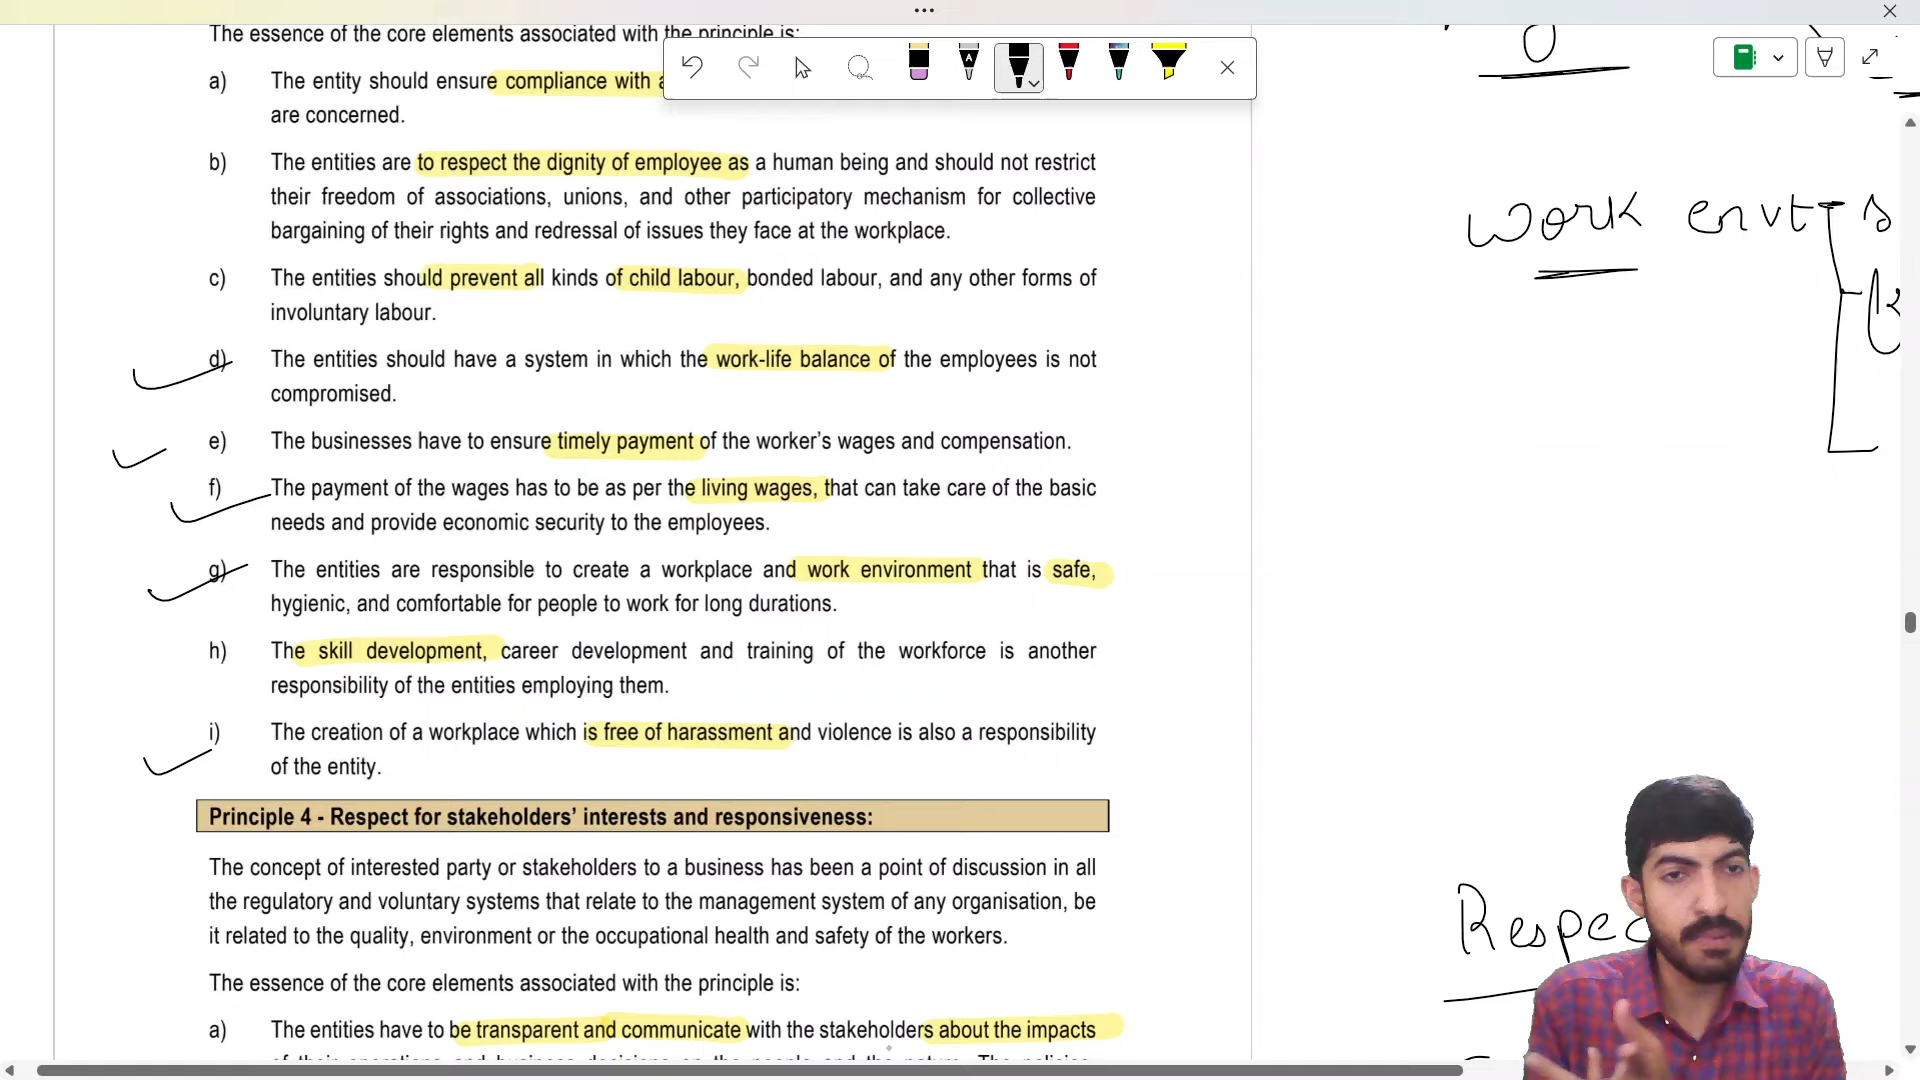 The essence of the core elements associated with the principle is:
a) The entity should ensure compliance with a
are concerned.
b) The entities are to respect the dignity of employee as a human being and should not restrict
their freedom of associations, unions, and other participatory mechanism for collective
bargaining of their rights and redressal of issues they face at the workplace.
c) The entities should prevent all kinds of child labour, bonded labour, and any other forms of
involuntary labour.
d) The entities should have a system in which the work-life balance of the employees is not
compromised.
e) The businesses have to ensure timely payment of the worker's wages and compensation.
f) The payment of the wages has to be as per the living wages, that can take care of the basic
needs and provide economic security to the employees.
g) The entities are responsible to create a workplace and work environment that is safe,
hygienic, and comfortable for people to work for long durations.
h) The skill development, career development and training of the workforce is another
responsibility of the entities employing them.
i) The creation of a workplace which is free of harassment and violence is also a responsibility
of the entity.
Principle 4 - Respect for stakeholders' interests and responsiveness:
The concept of interested party or stakeholders to a business has been a point of discussion in all
the regulatory and voluntary systems that relate to the management system of any organisation, be
it related to the quality, environment or the occupational health and safety of the workers.
The essence of the core elements associated with the principle is:
a) The entities have to be transparent and communicate with the stakeholders about the impacts
work envt s
Respec